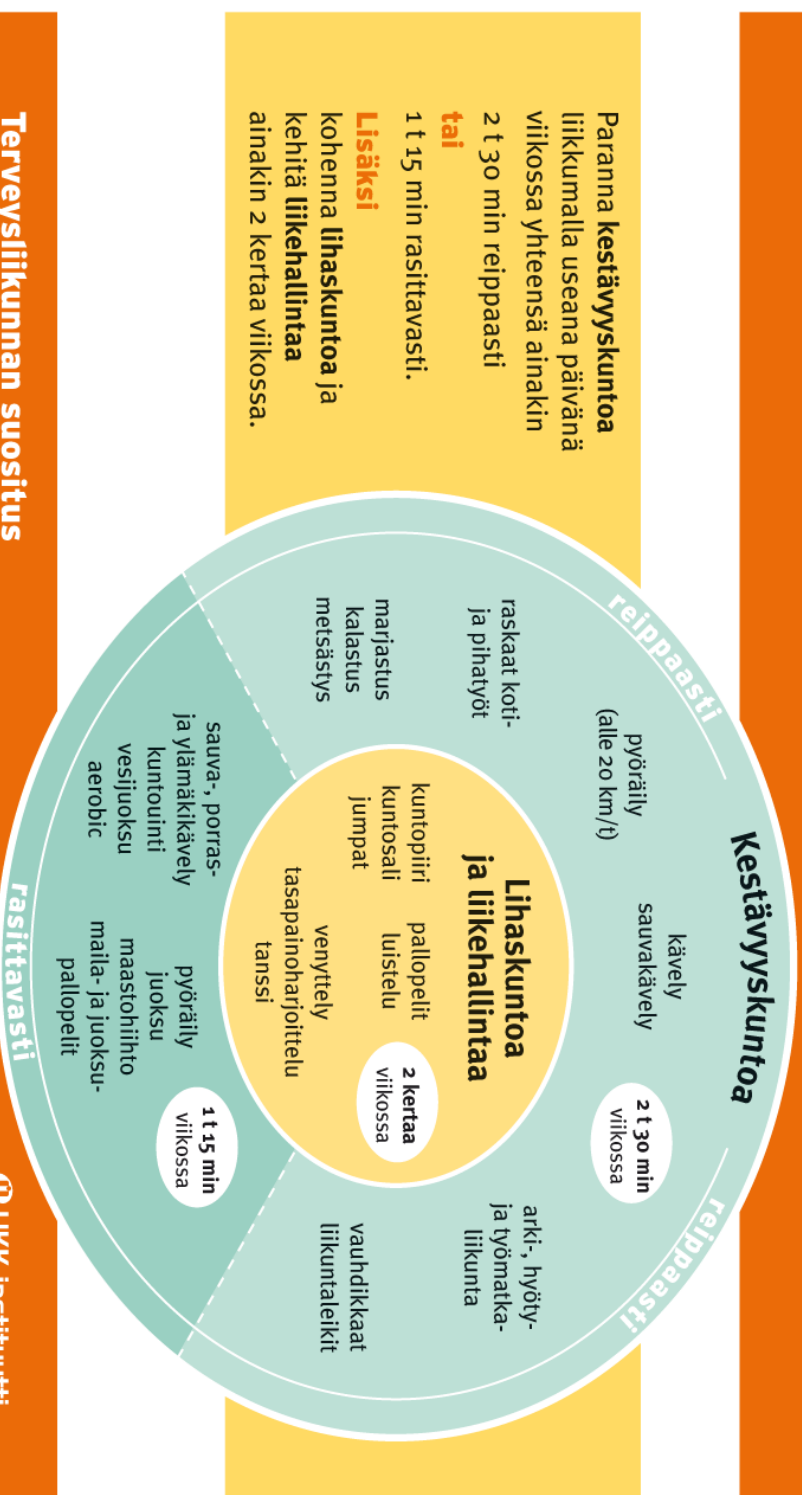 Paranna kestävyyskuntoa
liikkumalla useana päivänä
viikossa yhteensä ainakin
2 t 30 min reippaasti
tai
1 t 15 min rasittavasti.
Lisäksi
kohenna lihaskuntoa ja
kehitä liikehallintaa
ainakin 2 kertaa viikossa.
Kestävyyskuntoa
reippaasti
reippaasti
kävely
sauvakävely
2 t 30 min
viikossa
pyöräily
(alle 20 km/t)
raskaat koti-
ja pihatyöt
arki-, hyöty-
ja työmatka-
liikunta
marjastus
kalastus
metsästys
vauhdikkaat
liikuntaleikit
Lihaskuntoa
ja liikehallintaa
kuntopiiri
kuntosali
jumpat
pallopelit
luistelu
2 kertaa
viikossa
venyttely
tasapainoharjoittelu
tanssi
sauva-, porras-
ja ylämäkikävely
kuntouinti
vesijuoksu
aerobic
pyöräily
juoksu
maastohiihto
maila- ja juoksu-
pallopelit
1 t 15 min
viikossa
rasittavasti
Terveysliikunnan suositus
UKK-instituutti